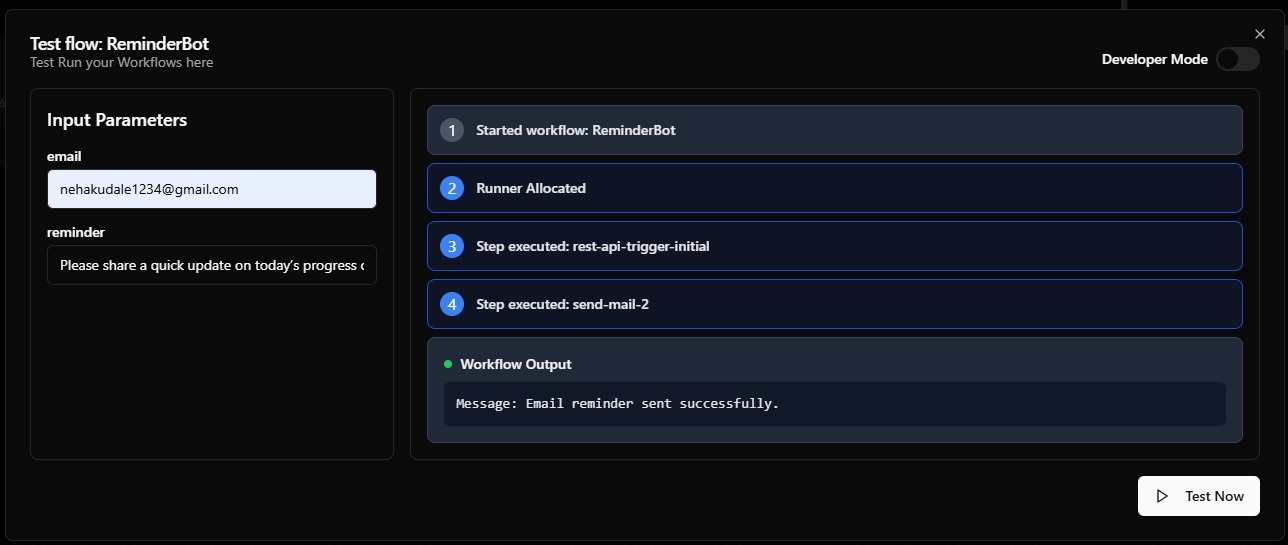 Test flow: ReminderBot
Test Run your Workflows here
Developer Mode
Input Parameters
email
nehakudale1234@gmail.com
reminder
Please share a quick update on today’s progress
1 Started workflow: ReminderBot
2 Runner Allocated
3 Step executed: rest-api-trigger-initial
4 Step executed: send-mail-2
Workflow Output
Message: Email reminder sent successfully.
Test Now